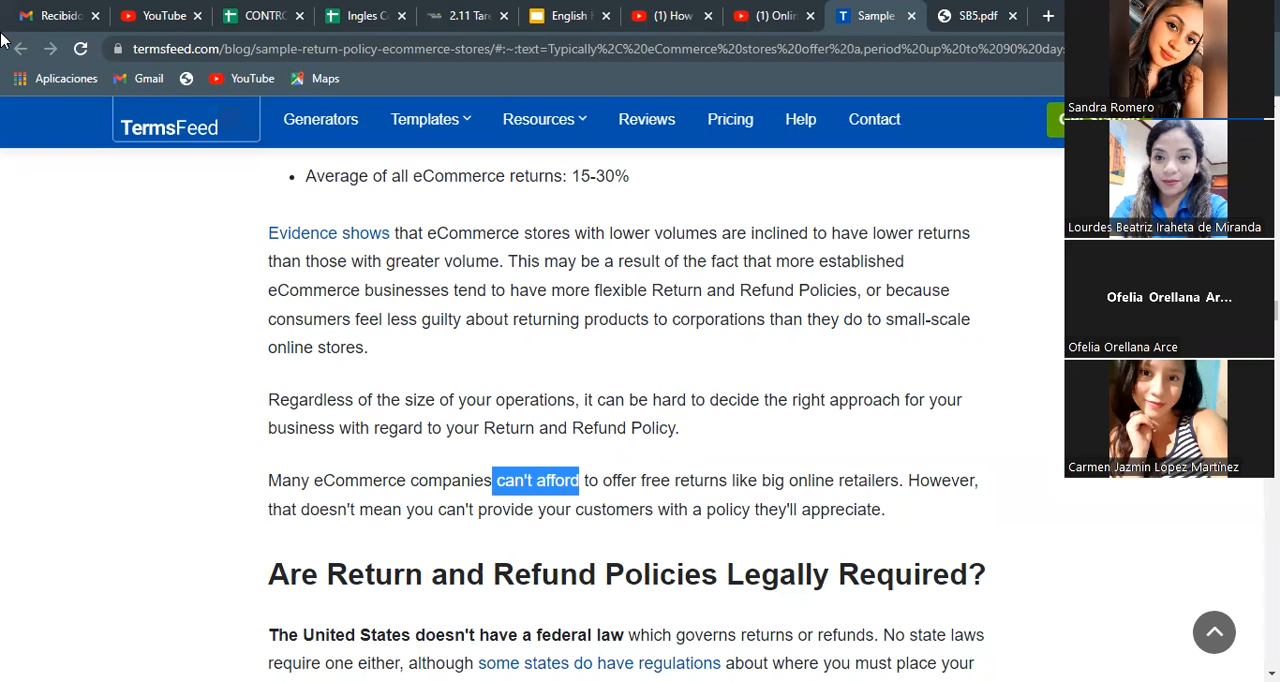 Recibido
YouTube
CONTRO
Ingles C
2.11 Tar
English
(1) How
(1) Onlin
Sample
SB5.pdf
termsfeed.com/blog/sample-return-policy-ecommerce-stores/#:~:text=Typically%2C%20eCommerce%20stores%20offer%20a,period%20up%20to%2090%20day
Aplicaciones
Gmail
YouTube
Maps
TermsFeed
Generators
Templates
Resources
Reviews
Pricing
Help
Contact
• Average of all eCommerce returns: 15-30%
Evidence shows that eCommerce stores with lower volumes are inclined to have lower returns
than those with greater volume. This may be a result of the fact that more established
eCommerce businesses tend to have more flexible Return and Refund Policies, or because
consumers feel less guilty about returning products to corporations than they do to small-scale
online stores.
Regardless of the size of your operations, it can be hard to decide the right approach for your
business with regard to your Return and Refund Policy.
Many eCommerce companies can't afford to offer free returns like big online retailers. However,
that doesn't mean you can't provide your customers with a policy they'll appreciate.
Are Return and Refund Policies Legally Required?
The United States doesn't have a federal law which governs returns or refunds. No state laws
require one either, although some states do have regulations about where you must place your
Sandra Romero
Lourdes Beatriz Iraheta de Miranda
Ofelia Orellana Ar...
Ofelia Orellana Arce
Carmen Jazmin López Martínez